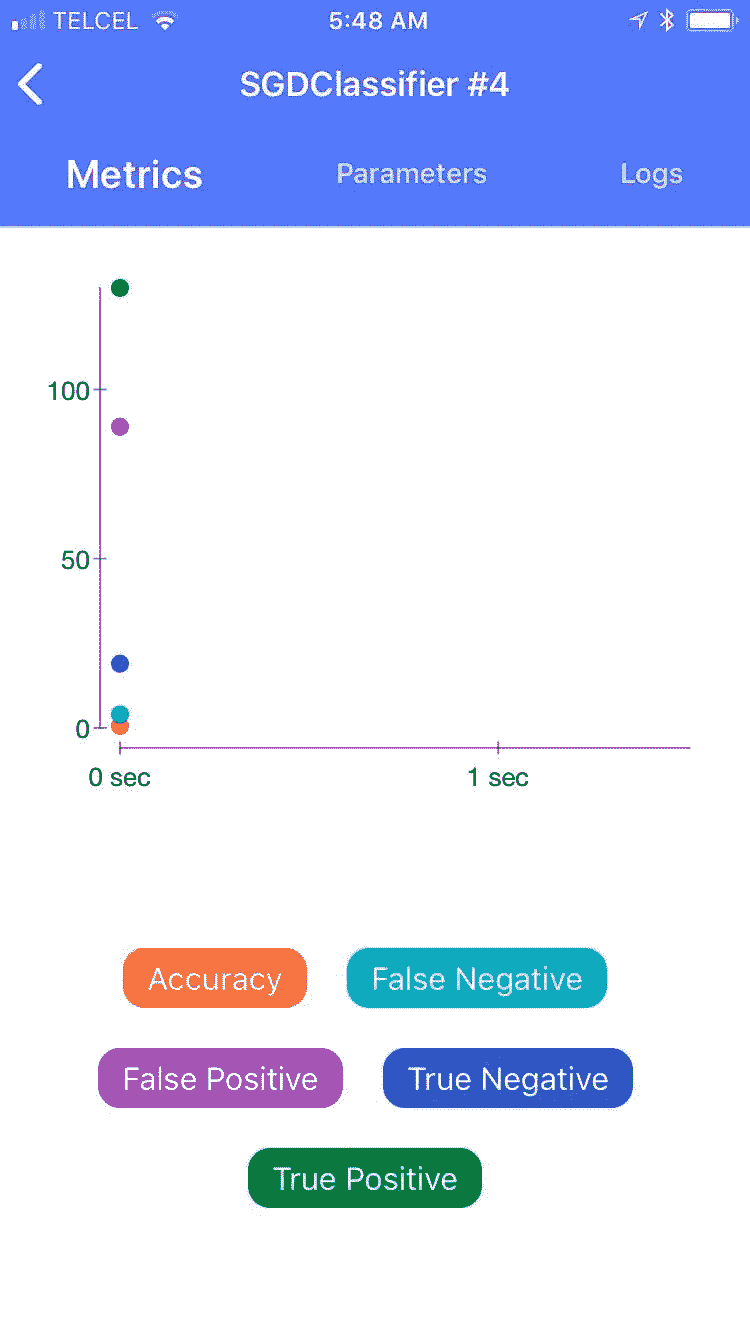 TELCEL 5:48 AM
SGDClassifier #4
Metrics Parameters Logs
100
50
0
0 sec 1 sec
Accuracy False Negative
False Positive True Negative
True Positive